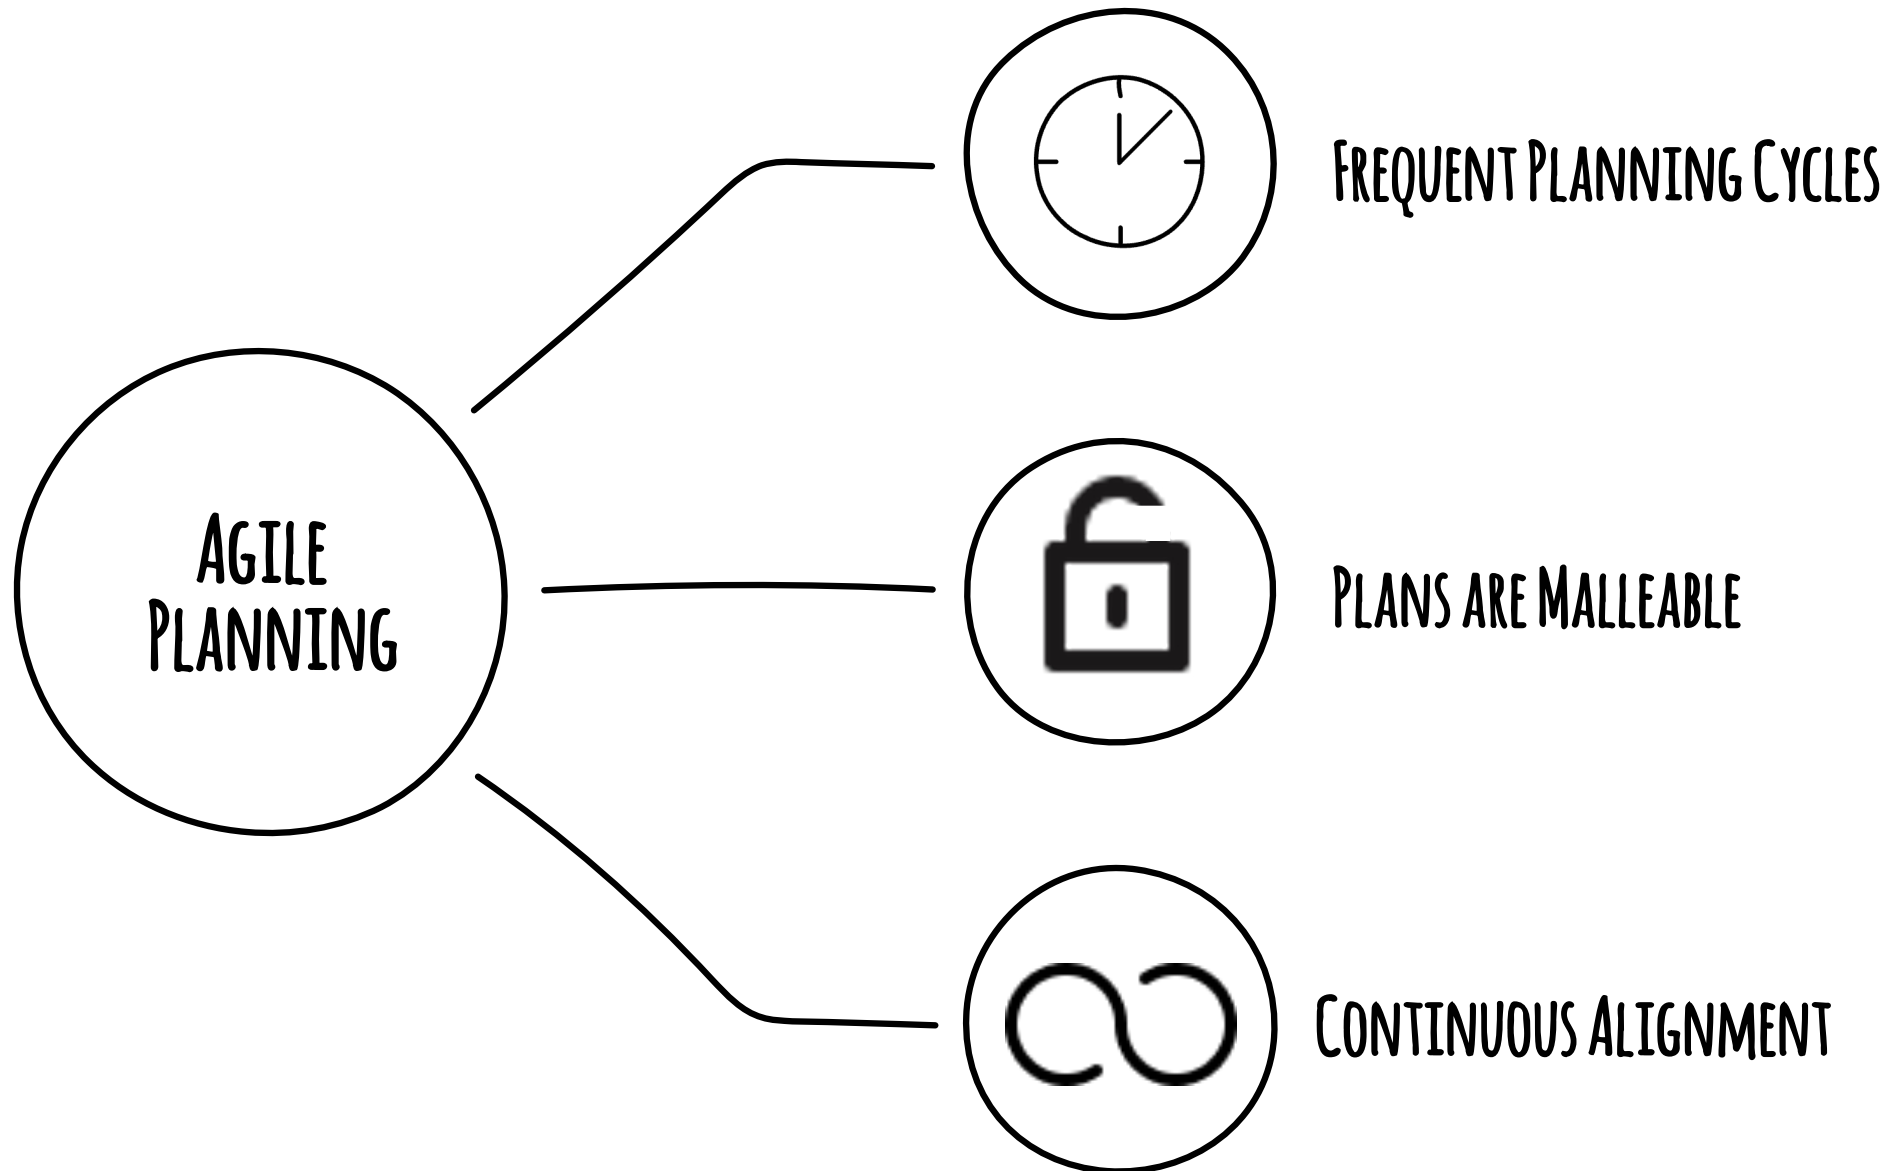 Agile
Planning
Frequent Planning Cycles
Plans are Malleable
Continuous Alignment